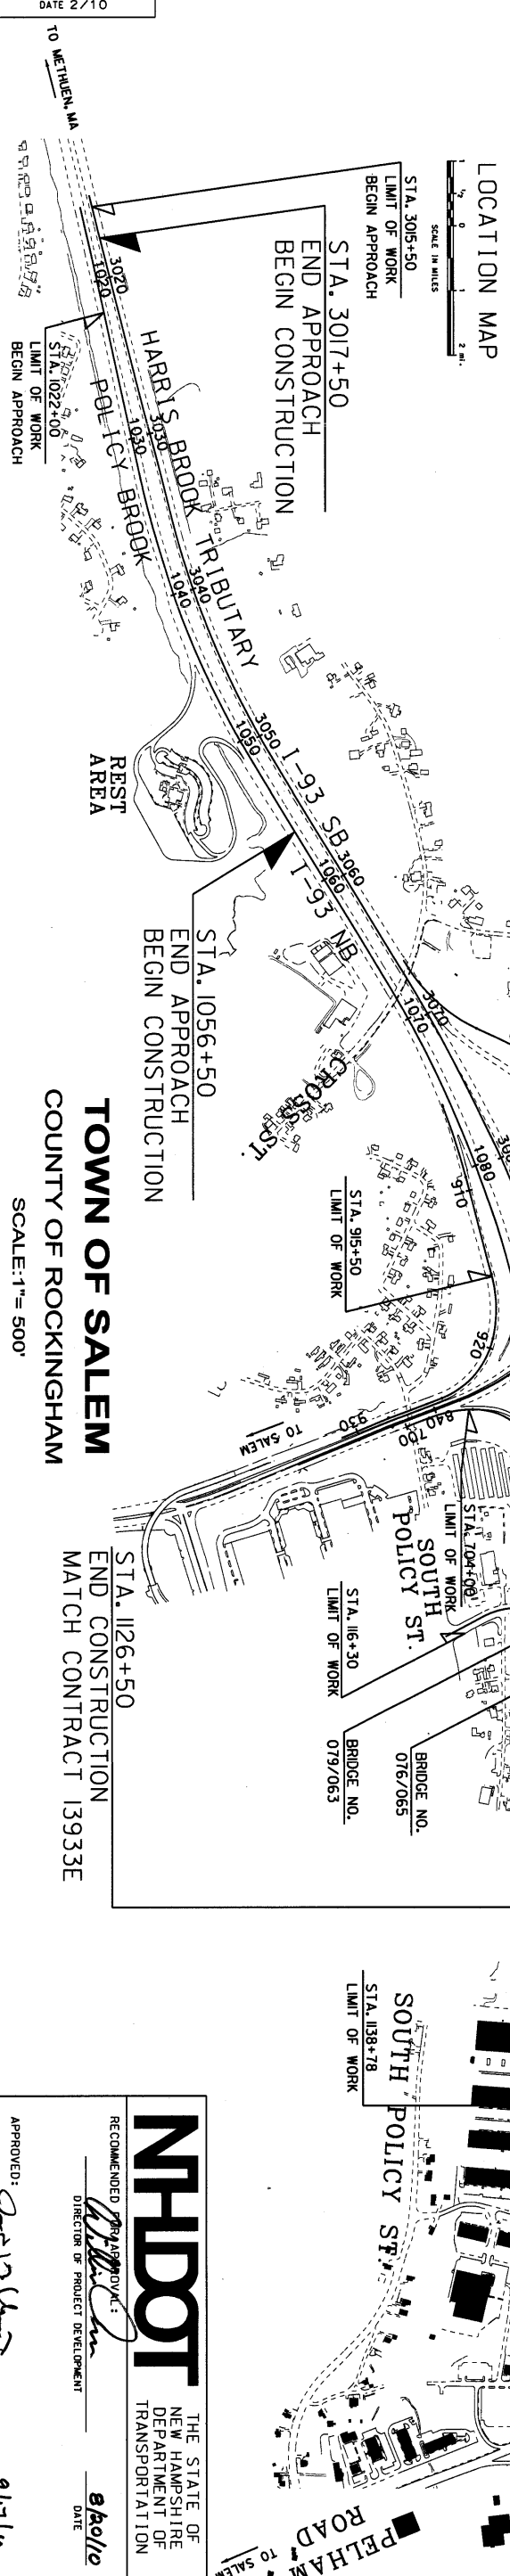 DATE 2/10
TO METHUEN, MA
LOCATION MAP
1 ½ 0 1 2 mi.
SCALE IN MILES
STA. 3015+50
LIMIT OF WORK
BEGIN APPROACH
STA. 3017+50
END APPROACH
BEGIN CONSTRUCTION
3020
1020
STA. 1022+00
LIMIT OF WORK
BEGIN APPROACH
HARRIS BROOK TRIBUTARY
POLICY BROOK
3030
1030
3040
1040
3050
1050
REST
AREA
I-93 SB
I-93 NB
3060
1060
STA. 1056+50
END APPROACH
BEGIN CONSTRUCTION
3070
1070
CROSS ST.
1080
910
STA. 915+50
LIMIT OF WORK
920
930
TO SALEM
840
700
STA. 704+00
LIMIT OF WORK
SOUTH
POLICY ST.
STA. 116+30
LIMIT OF WORK
BRIDGE NO.
079/063
BRIDGE NO.
076/065
TOWN OF SALEM
COUNTY OF ROCKINGHAM
SCALE:1"= 500'
STA. 1126+50
END CONSTRUCTION
MATCH CONTRACT 13933E
STA. 1138+78
LIMIT OF WORK
SOUTH POLICY ST.
PELHAM
ROAD
TO SALEM
NHDOT
THE STATE OF
NEW HAMPSHIRE
DEPARTMENT OF
TRANSPORTATION
RECOMMENDED FOR APPROVAL:
DIRECTOR OF PROJECT DEVELOPMENT
8/20/10
DATE
APPROVED: